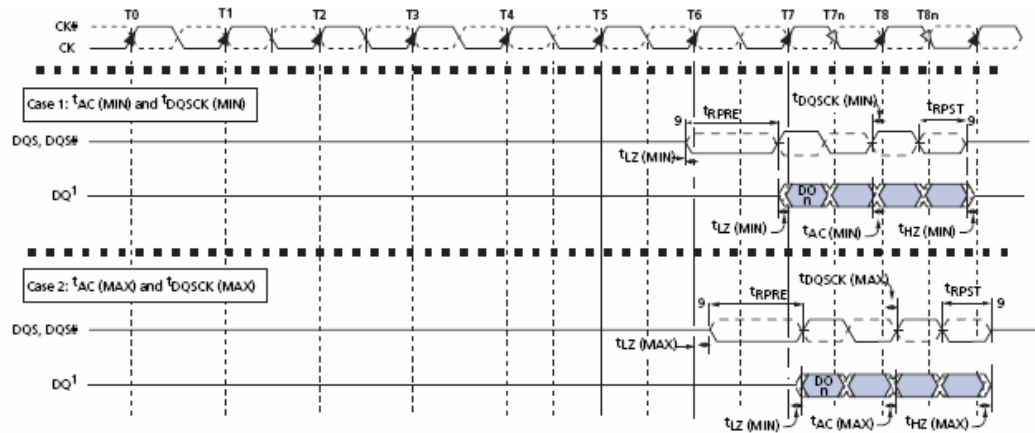 T0 T1 T2 T3 T4 T5 T6 T7 T7n T8 T8n
CK#
CK
Case 1: tAC (MIN) and tDQSCK (MIN)
tDQSCK (MIN)
tRPRE
tRPST
9
9
DQS, DQS#
tLZ (MIN)
DQ1
DO
n
tLZ (MIN)
tAC (MIN)
tHZ (MIN)
Case 2: tAC (MAX) and tDQSCK (MAX)
tDQSCK (MAX)
tRPRE
tRPST
9
9
DQS, DQS#
tLZ (MAX)
DQ1
DO
n
tLZ (MIN)
tAC (MAX)
tHZ (MAX)